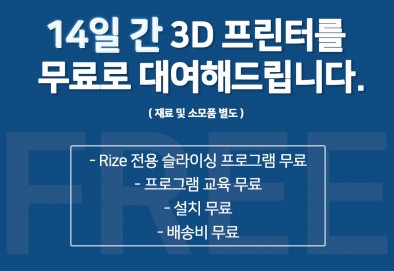 14일 간 3D 프린터를
무료로 대여해드립니다.
( 재료 및 소모품 별도 )
FREE
- Rize 전용 슬라이싱 프로그램 무료
- 프로그램 교육 무료
- 설치 무료
- 배송비 무료